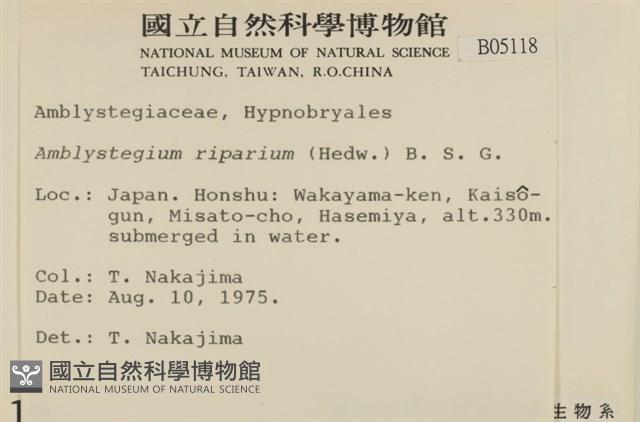 國立自然科學博物館
NATIONAL MUSEUM OF NATURAL SCIENCE
B05118
TAICHUNG, TAIWAN, R.O.CHINA
Amblystegiaceae, Hypnobryales
Amblystegium riparium (Hedw.) B. S. G.
Loc.: Japan. Honshu: Wakayama-ken, Kaisô-
gun, Misato-cho, Hasemiya, alt.330m.
submerged in water.
Col.: T. Nakajima
Date: Aug. 10, 1975.
Det.: T. Nakajima
國立自然科學博物館
NATIONAL MUSEUM OF NATURAL SCIENCE
1
生物系